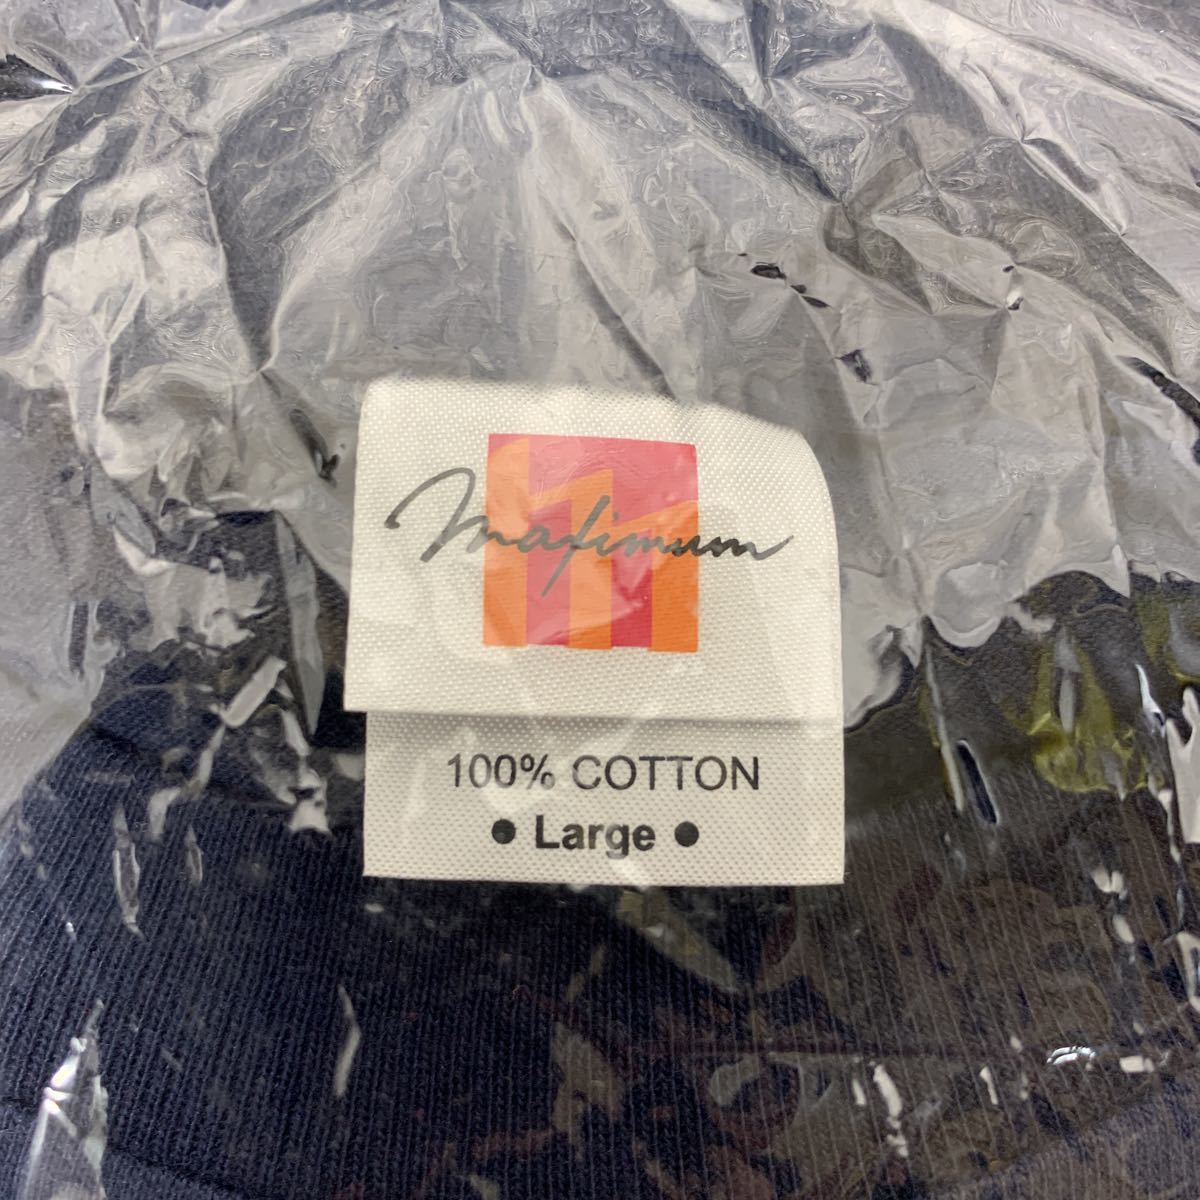 Mafimum
100% COTTON
• Large •